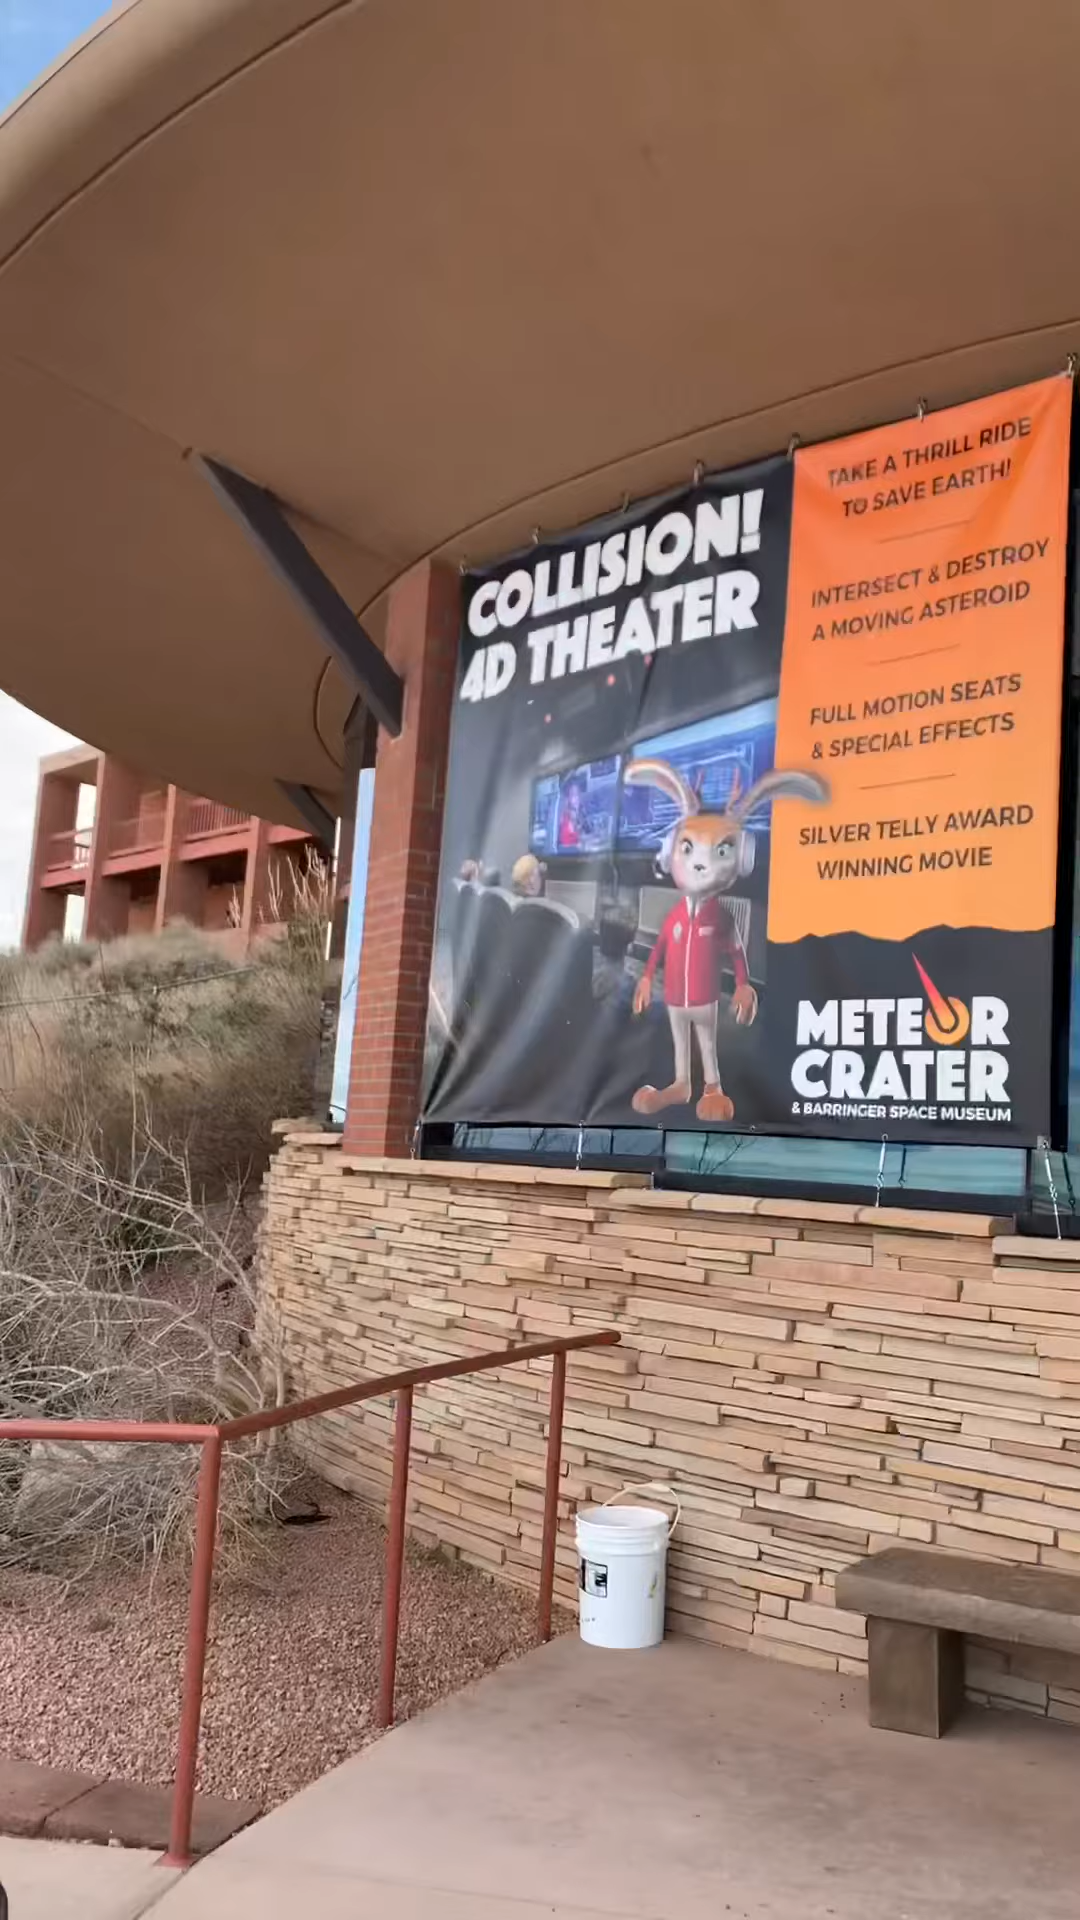 COLLISION!
4D THEATER
TAKE A THRILL RIDE
TO SAVE EARTH!
INTERSECT & DESTROY
A MOVING ASTEROID
FULL MOTION SEATS
& SPECIAL EFFECTS
SILVER TELLY AWARD
WINNING MOVIE
METEOR
CRATER
& BARRINGER SPACE MUSEUM